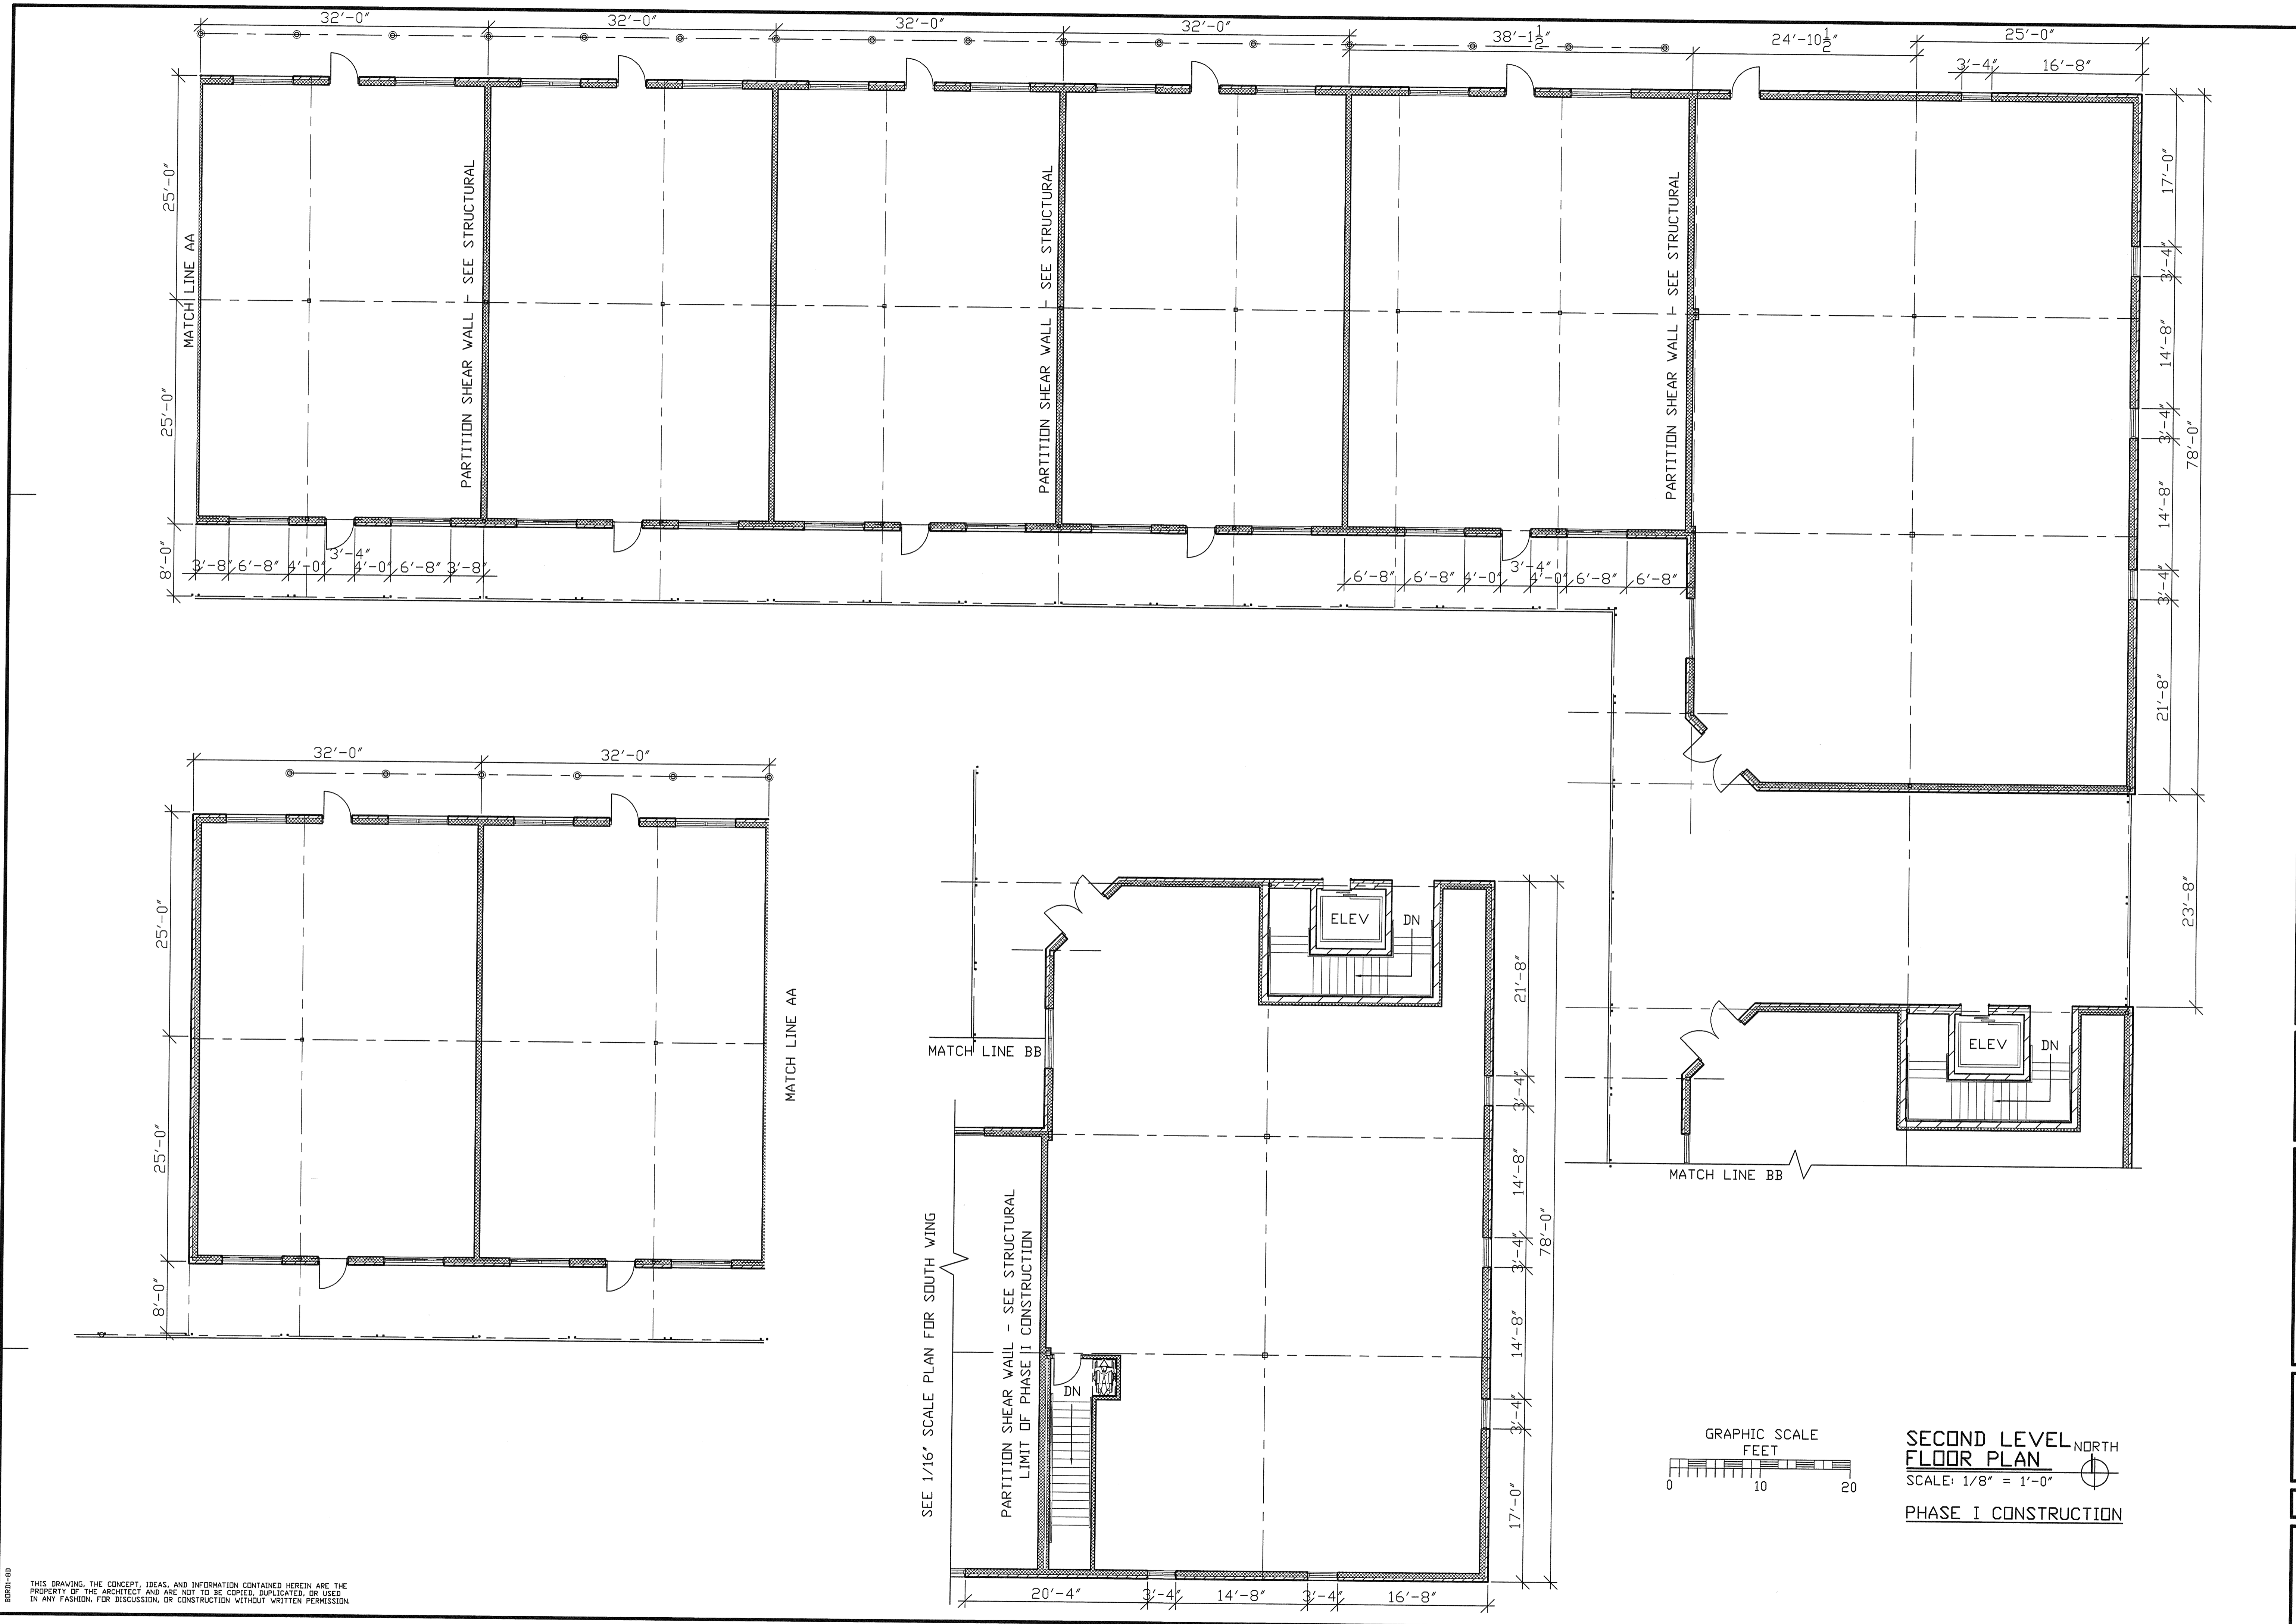 32'-0"
32'-0"
32'-0"
32'-0"
38'-1 1/2"
24'-10 1/2"
25'-0"
3'-4"
16'-8"
25'-0"
MATCH LINE AA
25'-0"
8'-0"
PARTITION SHEAR WALL - SEE STRUCTURAL
PARTITION SHEAR WALL - SEE STRUCTURAL
PARTITION SHEAR WALL - SEE STRUCTURAL
17'-0"
3'-4"
14'-8"
3'-4"
14'-8"
3'-4"
21'-8"
78'-0"
23'-8"
3'-8"
6'-8"
4'-0"
3'-4"
4'-0"
6'-8"
3'-8"
6'-8"
6'-8"
4'-0"
3'-4"
4'-0"
6'-8"
6'-8"
32'-0"
32'-0"
25'-0"
25'-0"
8'-0"
MATCH LINE AA
ELEV
DN
MATCH LINE BB
21'-8"
3'-4"
14'-8"
3'-4"
14'-8"
3'-4"
17'-0"
78'-0"
SEE 1/16" SCALE PLAN FOR SOUTH WING
PARTITION SHEAR WALL - SEE STRUCTURAL
LIMIT OF PHASE I CONSTRUCTION
DN
20'-4"
3'-4"
14'-8"
3'-4"
16'-8"
ELEV
DN
MATCH LINE BB
GRAPHIC SCALE
FEET
0 10 20
SECOND LEVEL
FLOOR PLAN
NORTH
SCALE: 1/8" = 1'-0"
PHASE I CONSTRUCTION
BORD1-BD
THIS DRAWING, THE CONCEPT, IDEAS, AND INFORMATION CONTAINED HEREIN ARE THE
PROPERTY OF THE ARCHITECT AND ARE NOT TO BE COPIED, DUPLICATED, OR USED
IN ANY FASHION, FOR DISCUSSION, OR CONSTRUCTION WITHOUT WRITTEN PERMISSION.